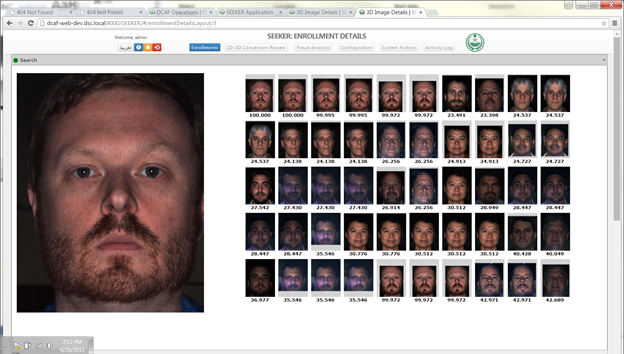 404 Not Found
404 Not Found
DCAF Operations | D
SEEKER Application
3D Image Details | S
3D Image Details | S
dcaf-web-dev.dsc.local:8000/SEEKER/#/enrollmentDetailsLayout/3
SEEKER: ENROLLMENT DETAILS
Welcome, admin
العربية
Enrollments
2D-3D-Conversion Review
Fraud Analysis
Configuration
System History
Activity Log
Search
100.000 100.000 99.995 99.995 99.972 99.972 23.491 23.398 24.537 24.537
24.537 24.138 24.138 24.138 26.256 26.256 24.913 24.913 24.727 24.727
27.542 27.430 27.430 27.430 26.914 26.256 30.512 28.949 28.447 28.447
28.447 28.447 35.546 30.776 30.776 30.512 30.512 30.512 40.428 40.049
36.977 35.546 35.546 35.546 99.972 99.972 99.972 42.971 42.971 42.689
2:12 PM
4/29/2015